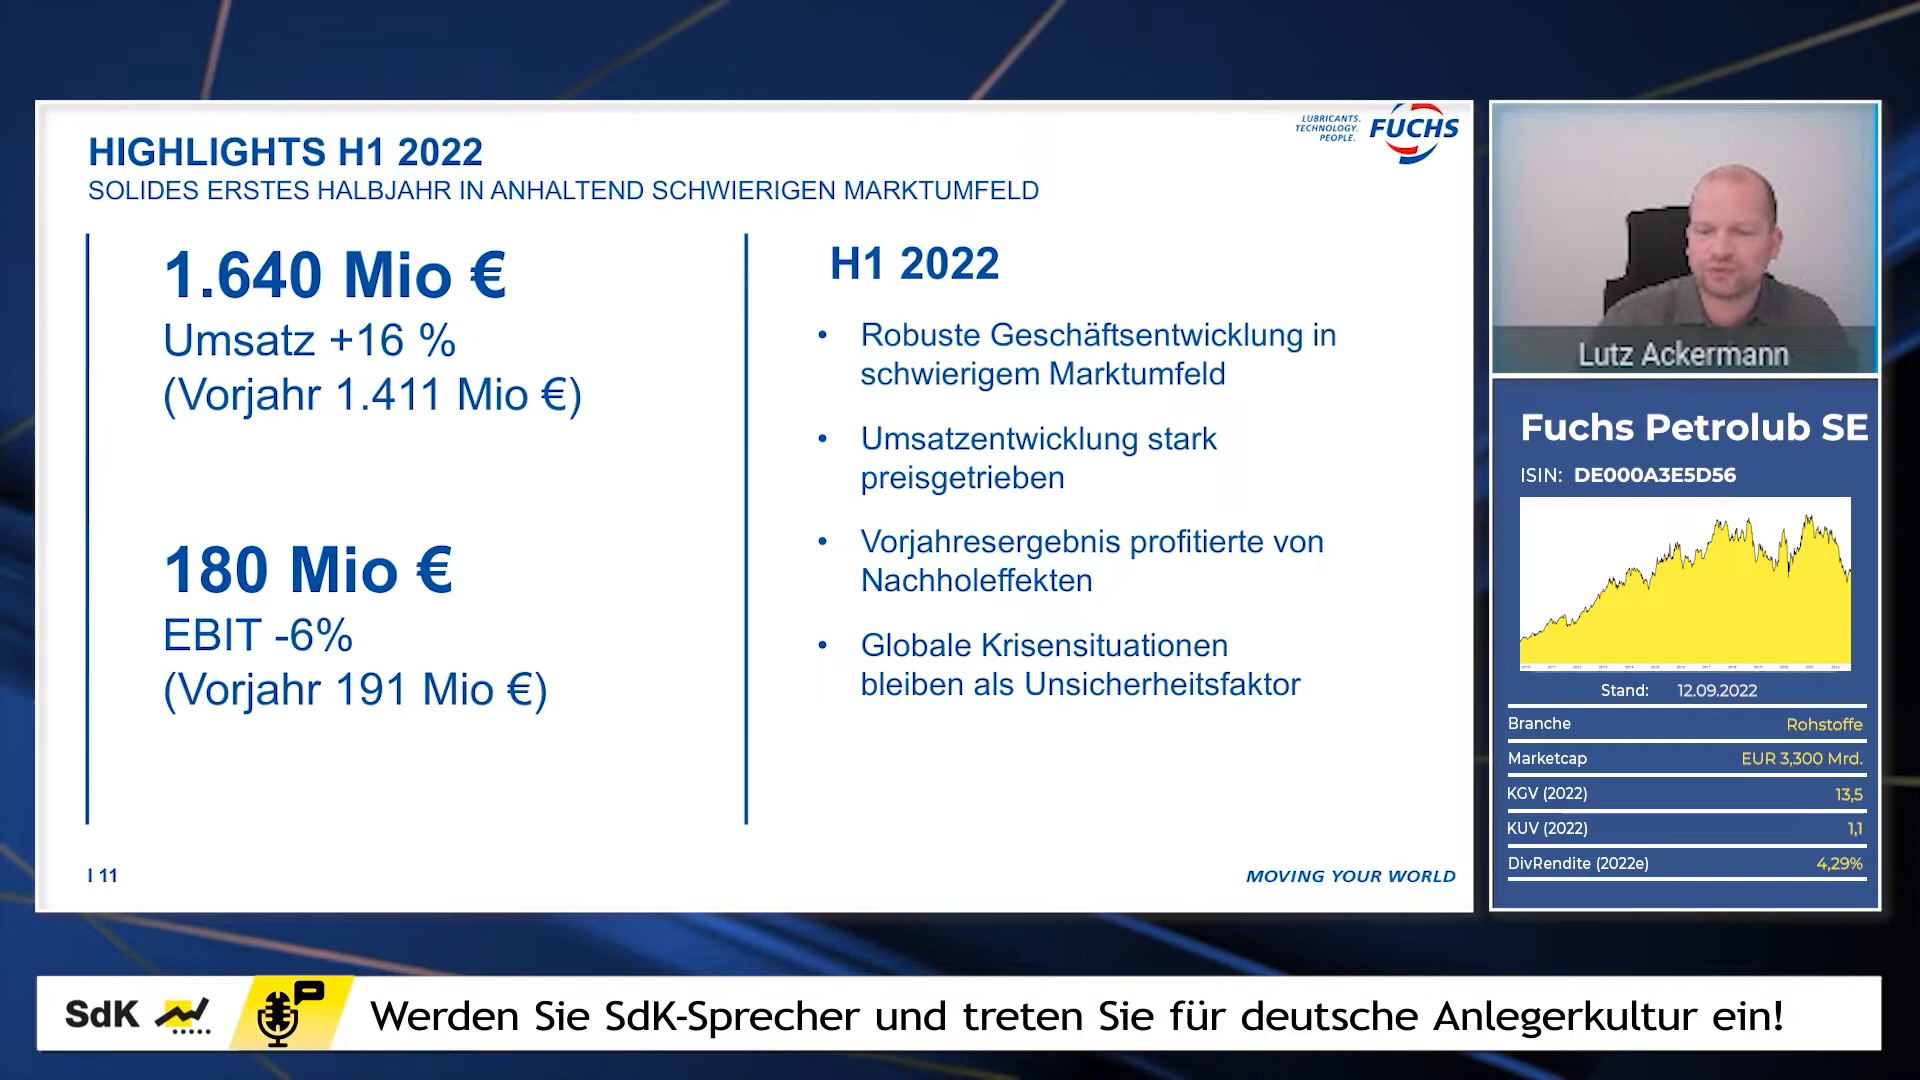 HIGHLIGHTS H1 2022
SOLIDES ERSTES HALBJAHR IN ANHALTEND SCHWIERIGEN MARKTUMFELD
LUBRICANTS.
TECHNOLOGY.
PEOPLE.
FUCHS
1.640 Mio €
Umsatz +16 %
(Vorjahr 1.411 Mio €)
180 Mio €
EBIT -6%
(Vorjahr 191 Mio €)
H1 2022
• Robuste Geschäftsentwicklung in
schwierigem Marktumfeld
• Umsatzentwicklung stark
preisgetrieben
• Vorjahresergebnis profitierte von
Nachholeffekten
• Globale Krisensituationen
bleiben als Unsicherheitsfaktor
I 11
MOVING YOUR WORLD
Lutz Ackermann
Fuchs Petrolub SE
ISIN: DE000A3E5D56
Stand: 12.09.2022
Branche Rohstoffe
Marketcap EUR 3,300 Mrd.
KGV (2022) 13,5
KUV (2022) 1,1
DivRendite (2022e) 4,29%
SdK
Werden Sie SdK-Sprecher und treten Sie für deutsche Anlegerkultur ein!